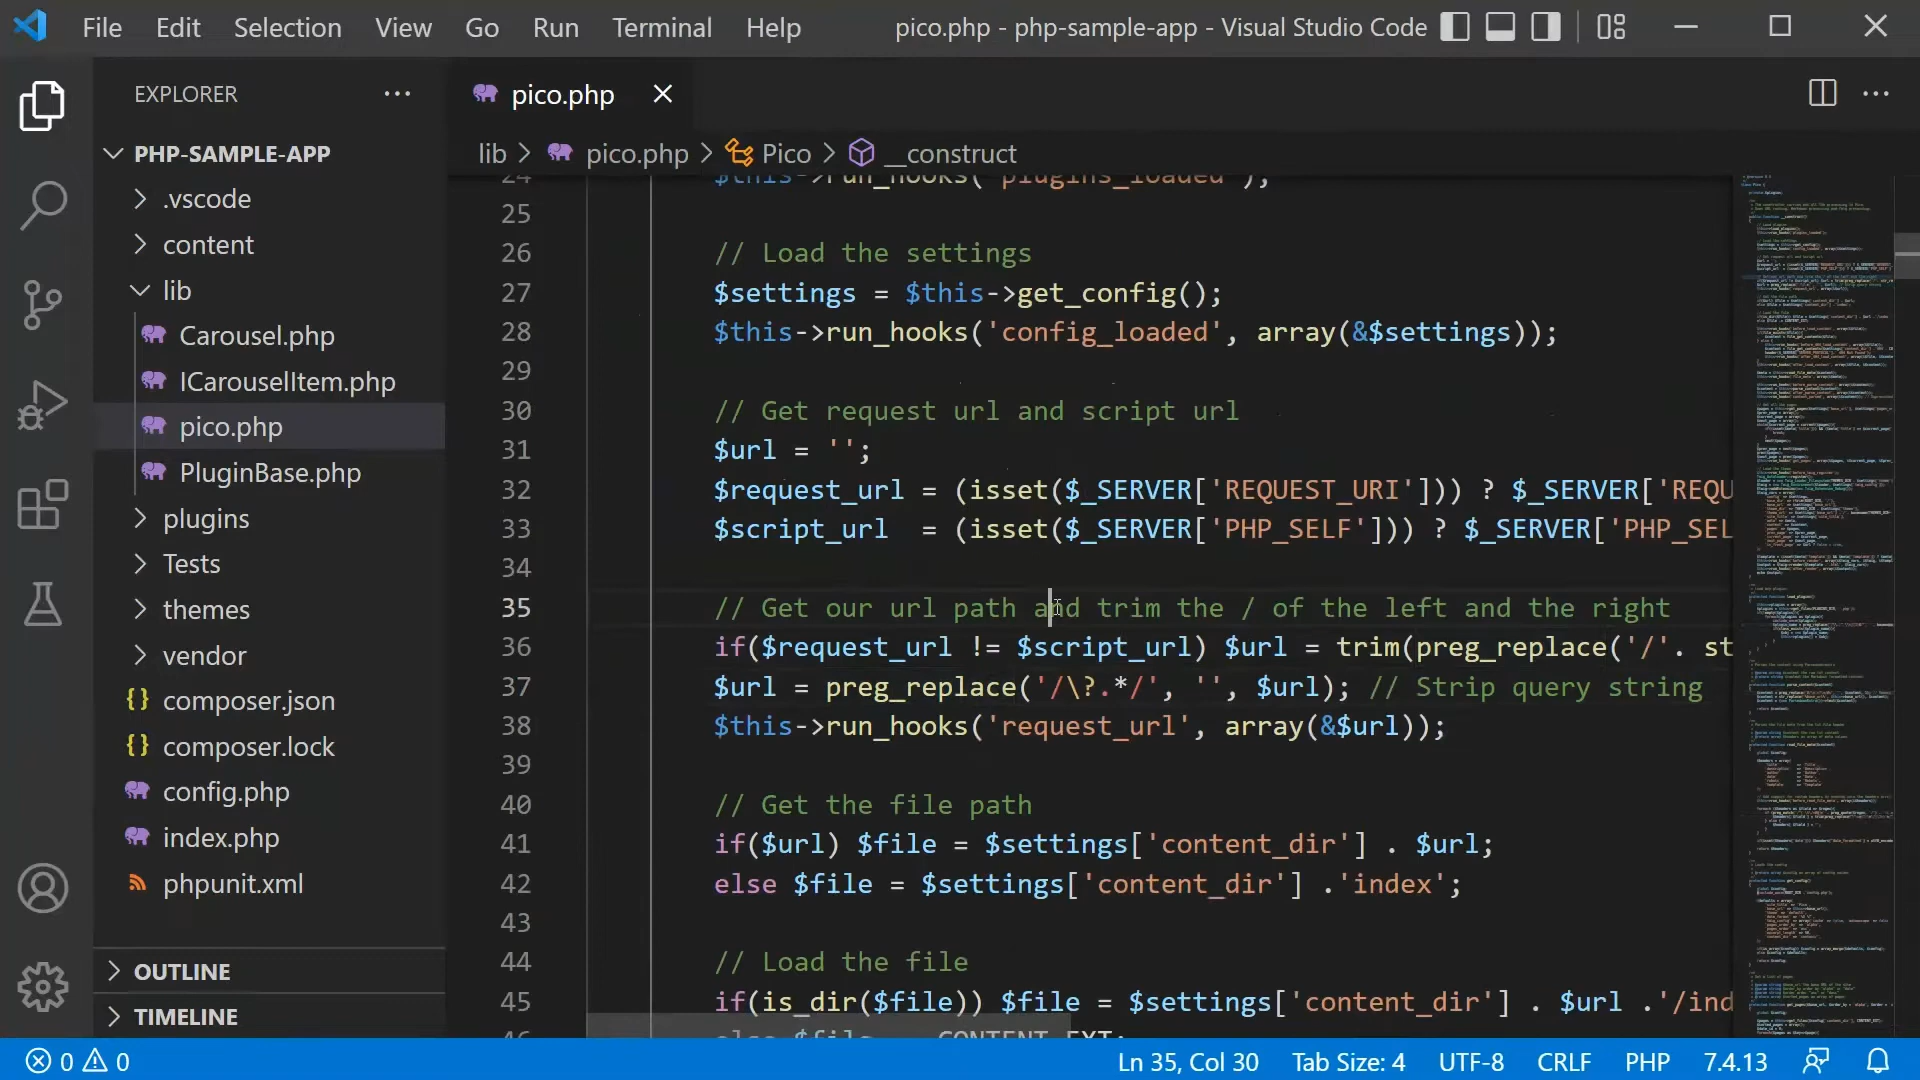 File Edit Selection View Go Run Terminal Help pico.php - php-sample-app - Visual Studio Code
EXPLORER
PHP-SAMPLE-APP
.vscode
content
lib
Carousel.php
ICarouselItem.php
pico.php
PluginBase.php
plugins
Tests
themes
vendor
composer.json
composer.lock
config.php
index.php
phpunit.xml
OUTLINE
TIMELINE
pico.php
lib > pico.php > Pico > __construct
24 $this->run_hooks('plugins_loaded');
25
26 // Load the settings
27 $settings = $this->get_config();
28 $this->run_hooks('config_loaded', array(&$settings));
29
30 // Get request url and script url
31 $url = '';
32 $request_url = (isset($_SERVER['REQUEST_URI'])) ? $_SERVER['REQU
33 $script_url  = (isset($_SERVER['PHP_SELF'])) ? $_SERVER['PHP_SEL
34
35 // Get our url path and trim the / of the left and the right
36 if($request_url != $script_url) $url = trim(preg_replace('/'. st
37 $url = preg_replace('/\?.*/', '', $url); // Strip query string
38 $this->run_hooks('request_url', array(&$url));
39
40 // Get the file path
41 if($url) $file = $settings['content_dir'] . $url;
42 else $file = $settings['content_dir'] .'index';
43
44 // Load the file
45 if(is_dir($file)) $file = $settings['content_dir'] . $url .'/ind
46 else $file .= CONTENT_EXT;
0 0 Ln 35, Col 30 Tab Size: 4 UTF-8 CRLF PHP 7.4.13